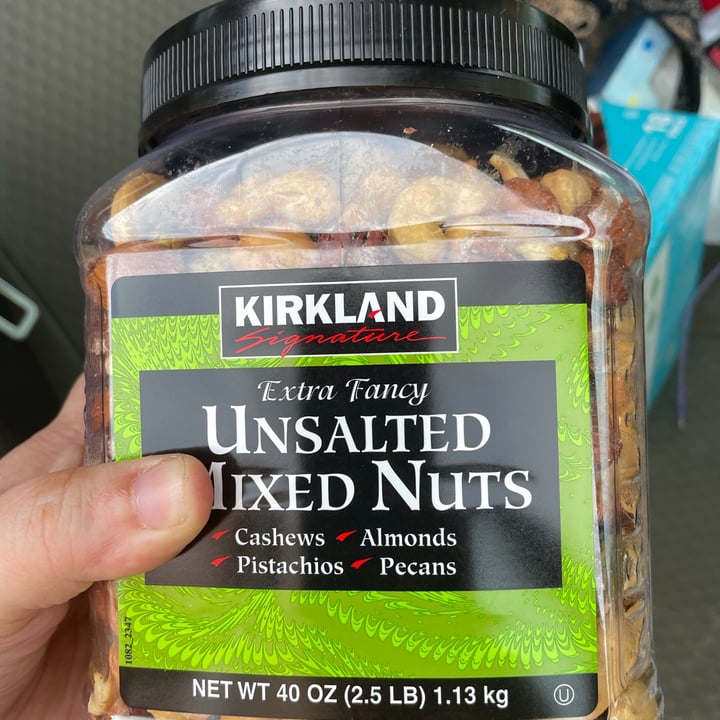 KIRKLAND
Signature
Extra Fancy
UNSALTED
MIXED NUTS
Cashews Almonds
Pistachios Pecans
1082_2347
NET WT 40 OZ (2.5 LB) 1.13 kg
U